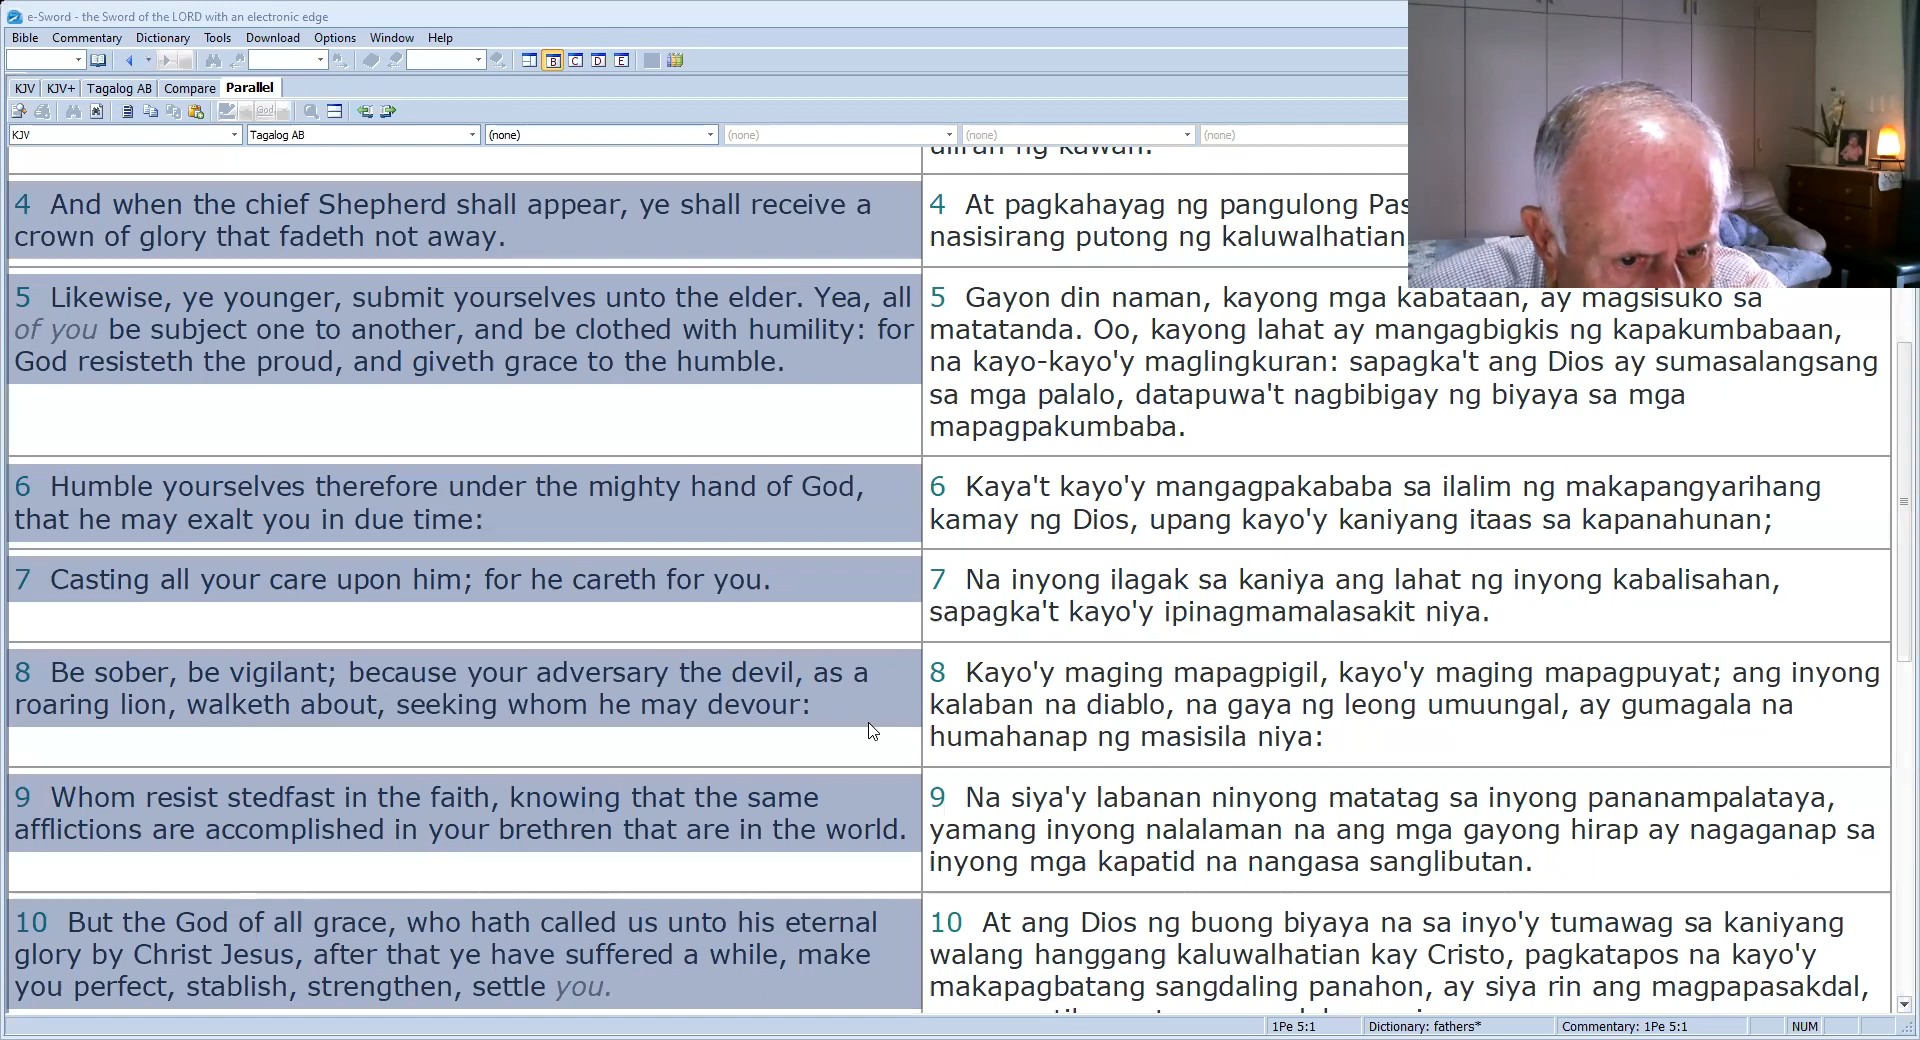 e-Sword - the Sword of the LORD with an electronic edge
Bible Commentary Dictionary Tools Download Options Window Help
B C D E
KJV KJV+ Tagalog AB Compare Parallel
KJV Tagalog AB (none) (none) (none) (none)
ng kawan.
4 And when the chief Shepherd shall appear, ye shall receive a
crown of glory that fadeth not away.
4 At pagkahayag ng pangulong Pas
nasisirang putong ng kaluwalhatian
5 Likewise, ye younger, submit yourselves unto the elder. Yea, all
of you be subject one to another, and be clothed with humility: for
God resisteth the proud, and giveth grace to the humble.
5 Gayon din naman, kayong mga kabataan, ay magsisuko sa
matatanda. Oo, kayong lahat ay mangagbigkis ng kapakumbabaan,
na kayo-kayo'y maglingkuran: sapagka't ang Dios ay sumasalangsang
sa mga palalo, datapuwa't nagbibigay ng biyaya sa mga
mapagpakumbaba.
6 Humble yourselves therefore under the mighty hand of God,
that he may exalt you in due time:
6 Kaya't kayo'y mangagpakababa sa ilalim ng makapangyarihang
kamay ng Dios, upang kayo'y kaniyang itaas sa kapanahunan;
7 Casting all your care upon him; for he careth for you.
7 Na inyong ilagak sa kaniya ang lahat ng inyong kabalisahan,
sapagka't kayo'y ipinagmamalasakit niya.
8 Be sober, be vigilant; because your adversary the devil, as a
roaring lion, walketh about, seeking whom he may devour:
8 Kayo'y maging mapagpigil, kayo'y maging mapagpuyat; ang inyong
kalaban na diablo, na gaya ng leong umuungal, ay gumagala na
humahanap ng masisila niya:
9 Whom resist stedfast in the faith, knowing that the same
afflictions are accomplished in your brethren that are in the world.
9 Na siya'y labanan ninyong matatag sa inyong pananampalataya,
yamang inyong nalalaman na ang mga gayong hirap ay nagaganap sa
inyong mga kapatid na nangasa sanglibutan.
10 But the God of all grace, who hath called us unto his eternal
glory by Christ Jesus, after that ye have suffered a while, make
you perfect, stablish, strengthen, settle you.
10 At ang Dios ng buong biyaya na sa inyo'y tumawag sa kaniyang
walang hanggang kaluwalhatian kay Cristo, pagkatapos na kayo'y
makapagbatang sangdaling panahon, ay siya rin ang magpapasakdal,
1Pe 5:1 Dictionary: fathers* Commentary: 1Pe 5:1 NUM